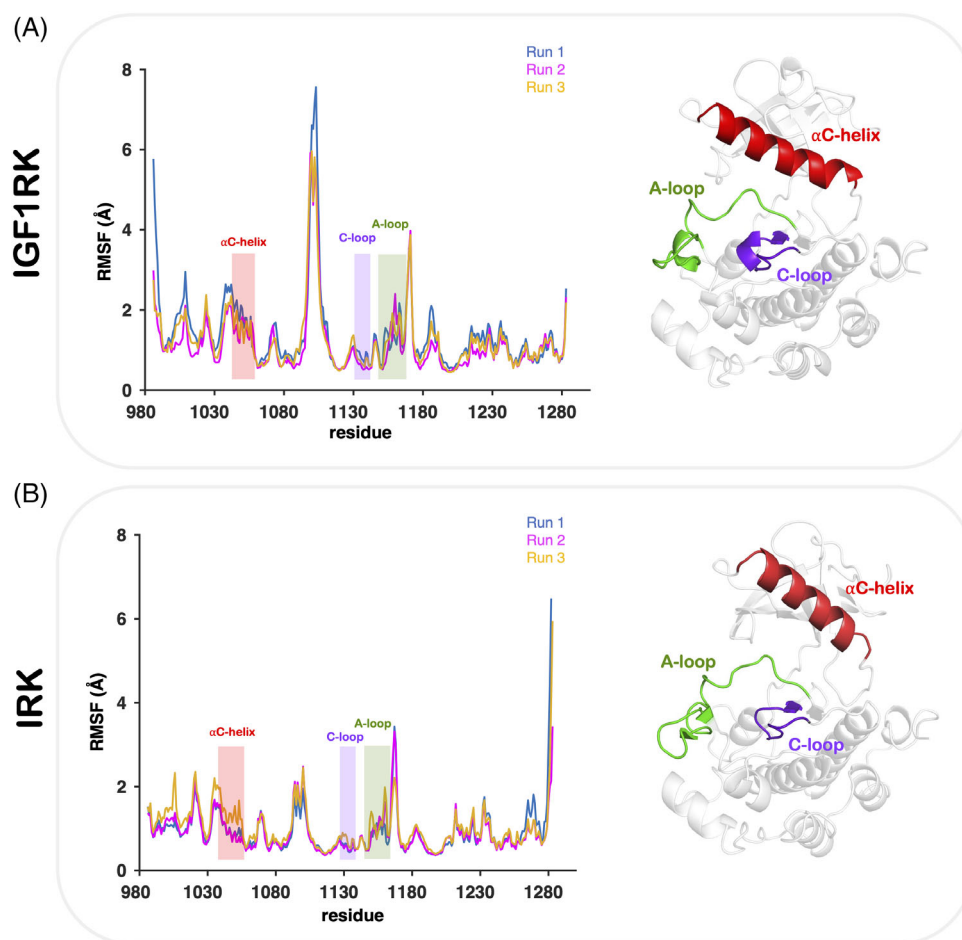 (A)
IGF1RK
Run 1
Run 2
Run 3
8
6
4
2
0
RMSF (Å)
αC-helix
C-loop
A-loop
980 1030 1080 1130 1180 1230 1280
residue
αC-helix
A-loop
C-loop
(B)
IRK
Run 1
Run 2
Run 3
8
6
4
2
0
RMSF (Å)
αC-helix
C-loop
A-loop
980 1030 1080 1130 1180 1230 1280
residue
αC-helix
A-loop
C-loop